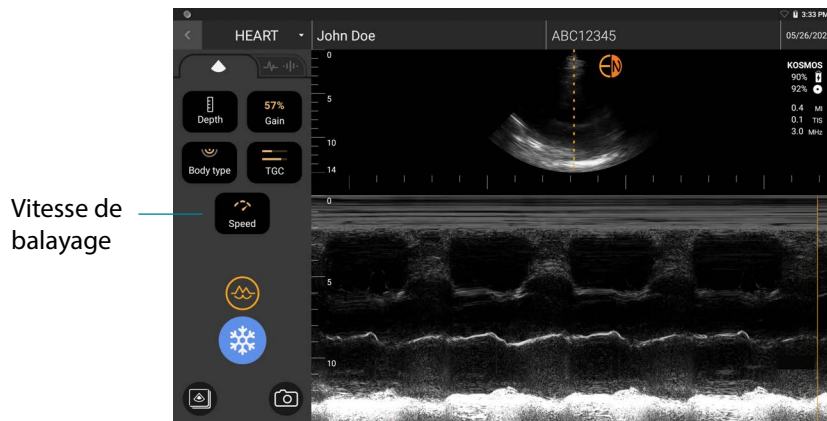 3:33 PM
HEART
John Doe
ABC12345
05/26/202
0
5
10
14
KOSMOS
90%
92%
0.4 MI
0.1 TIS
3.0 MHz
N
Depth
57%
Gain
Body type
TGC
Vitesse de
balayage
Speed
0
5
10